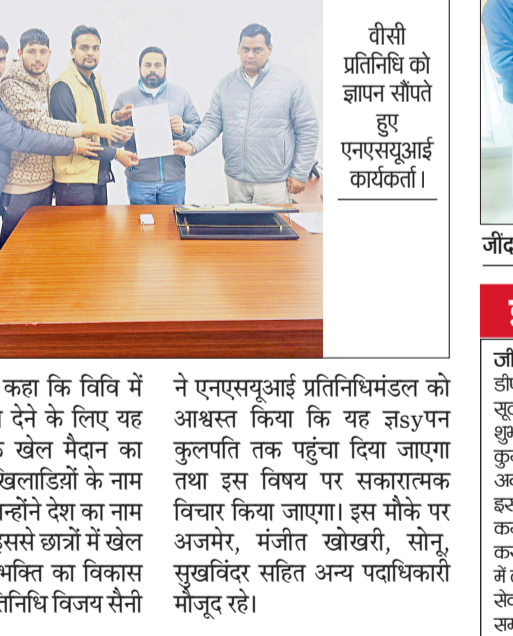 वीसी
प्रतिनिधि को
ज्ञापन सौंपते
हुए
एनएसयूआई
कार्यकर्ता।
कहा कि विवि में
देने के लिए यह
खेल मैदान का
खिलाडियों के नाम
न्होंने देश का नाम
इससे छात्रों में खेल
भक्ति का विकास
तिनिधि विजय सैनी
ने एनएसयूआई प्रतिनिधिमंडल को
आश्वस्त किया कि यह ज्ञsyपन
कुलपति तक पहुंचा दिया जाएगा
तथा इस विषय पर सकारात्मक
विचार किया जाएगा। इस मौके पर
अजमेर, मंजीत खोखरी, सोनू,
सुखविंदर सहित अन्य पदाधिकारी
मौजूद रहे।
जींद
जी
डीए
शुभ
में